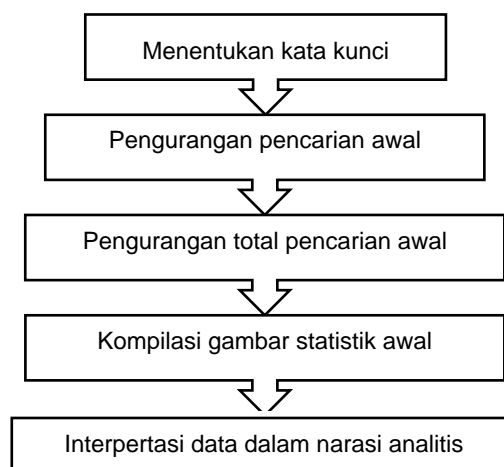 Menentukan kata kunci
Pengurangan pencarian awal
Pengurangan total pencarian awal
Kompilasi gambar statistik awal
Interpertasi data dalam narasi analitis